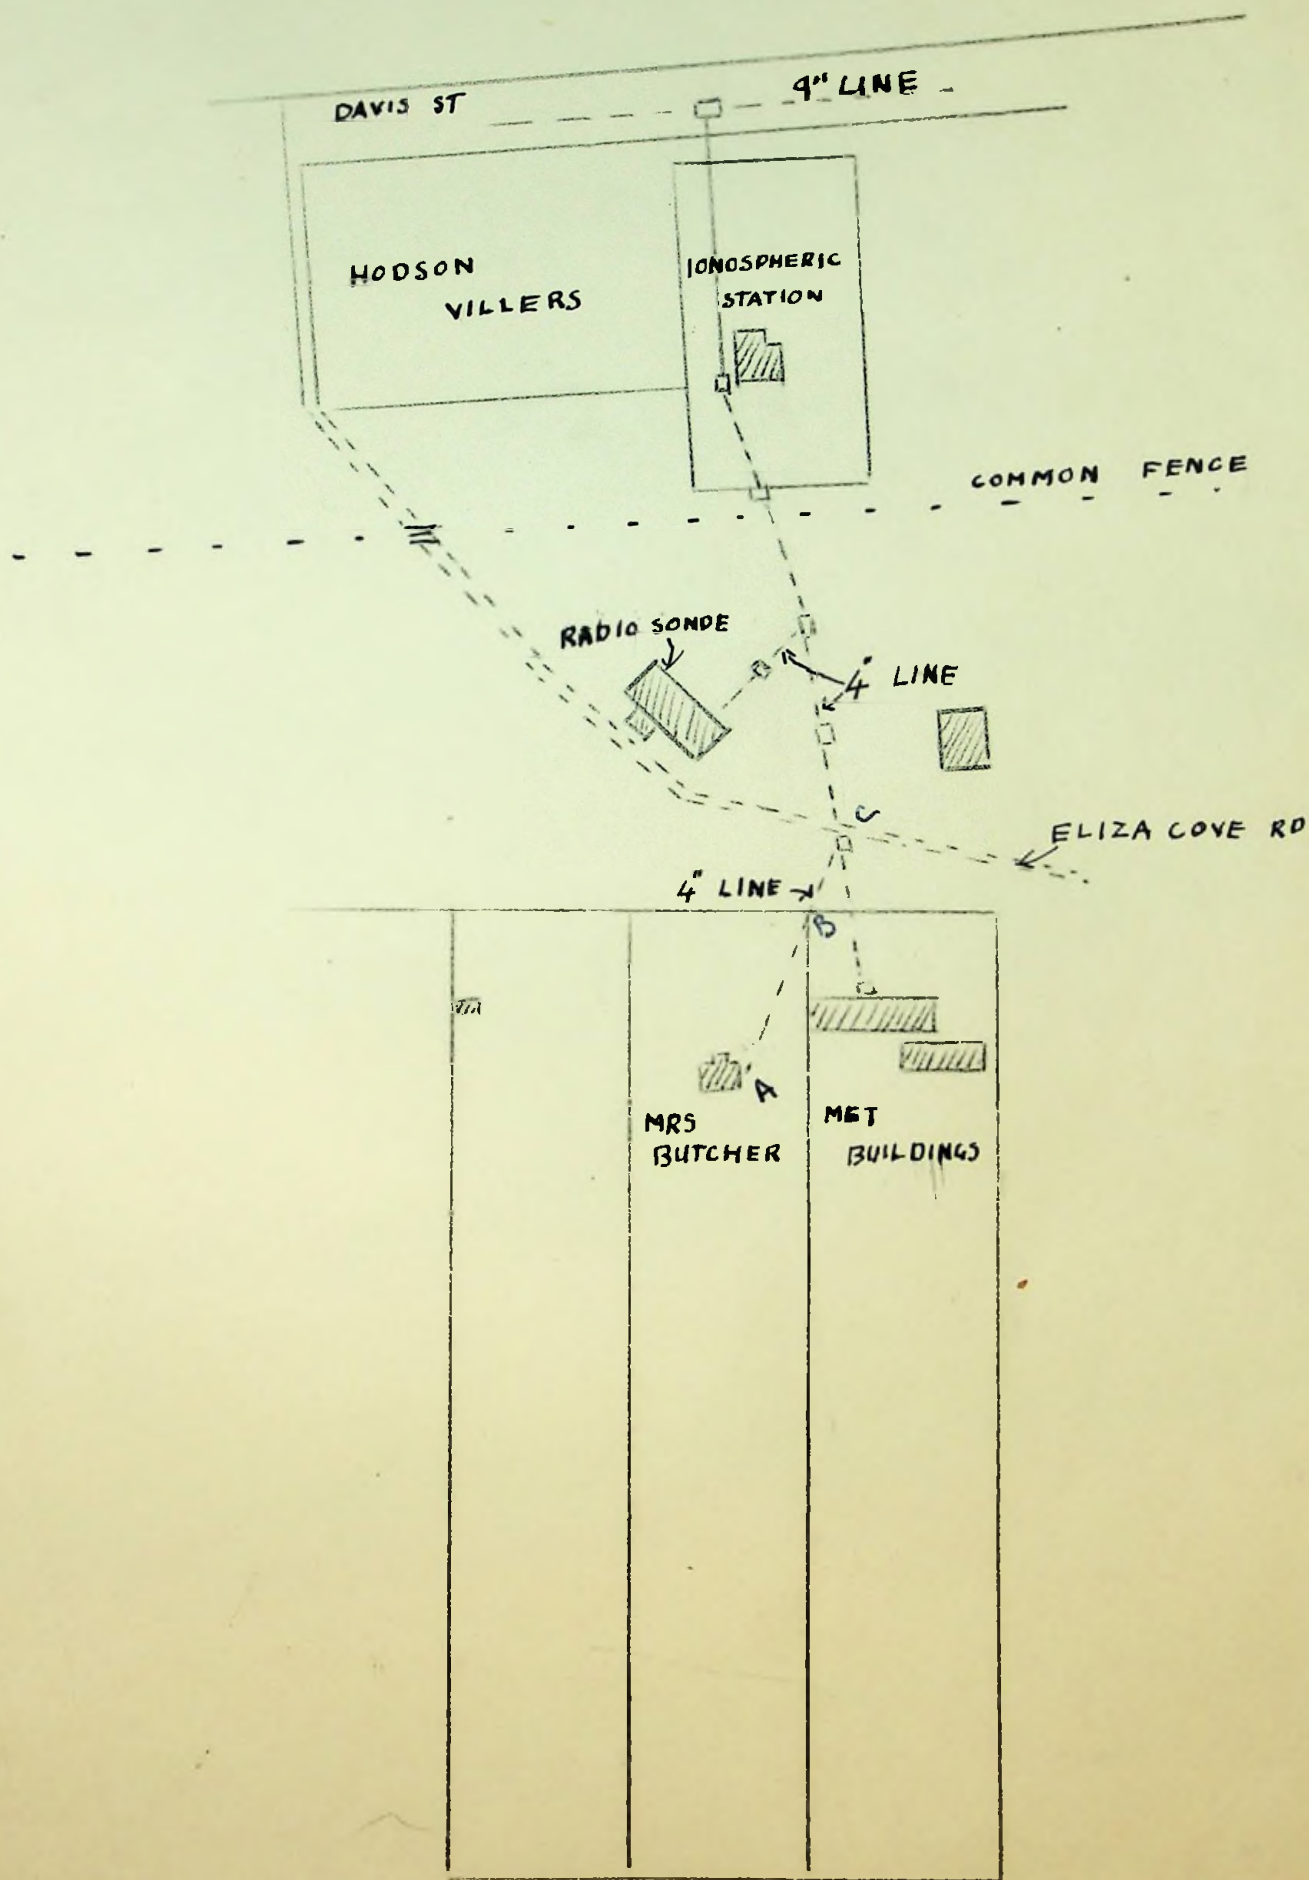 DAVIS ST
9" LINE
HODSON
VILLERS
IONOSPHERIC
STATION
COMMON FENCE
RADIO SONDE
4" LINE
C
ELIZA COVE RD
4" LINE
B
A
MRS
BUTCHER
MET
BUILDINGS